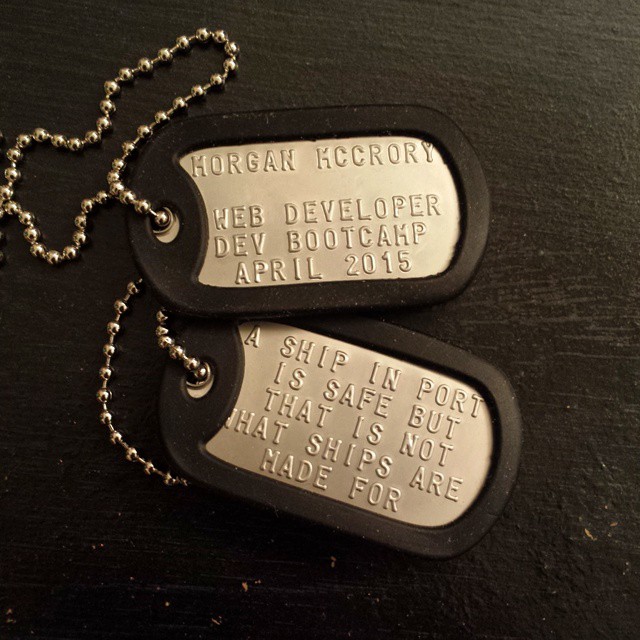 MORGAN MCCRORY
WEB DEVELOPER
DEV BOOTCAMP
APRIL 2015
A SHIP IN PORT
IS SAFE BUT
THAT IS NOT
WHAT SHIPS ARE
MADE FOR